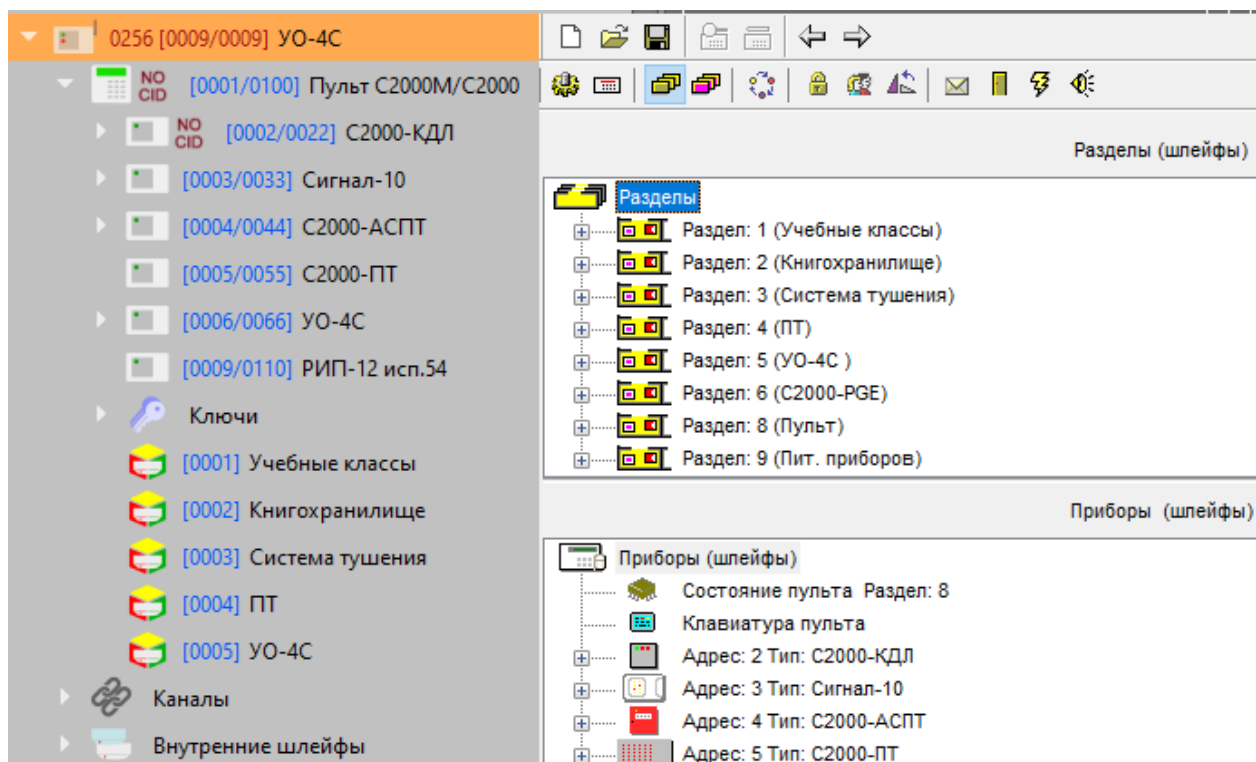 0256 [0009/0009] УО-4С
NO CID [0001/0100] Пульт С2000М/С2000
NO CID [0002/0022] С2000-КДЛ
[0003/0033] Сигнал-10
[0004/0044] С2000-АСПТ
[0005/0055] С2000-ПТ
[0006/0066] УО-4С
[0009/0110] РИП-12 исп.54
Ключи
[0001] Учебные классы
[0002] Книгохранилище
[0003] Система тушения
[0004] ПТ
[0005] УО-4С
Каналы
Внутренние шлейфы
Разделы (шлейфы)
Разделы
Раздел: 1 (Учебные классы)
Раздел: 2 (Книгохранилище)
Раздел: 3 (Система тушения)
Раздел: 4 (ПТ)
Раздел: 5 (УО-4С )
Раздел: 6 (С2000-PGE)
Раздел: 8 (Пульт)
Раздел: 9 (Пит. приборов)
Приборы (шлейфы)
Приборы (шлейфы)
Состояние пульта Раздел: 8
Клавиатура пульта
Адрес: 2 Тип: С2000-КДЛ
Адрес: 3 Тип: Сигнал-10
Адрес: 4 Тип: С2000-АСПТ
Адрес: 5 Тип: С2000-ПТ